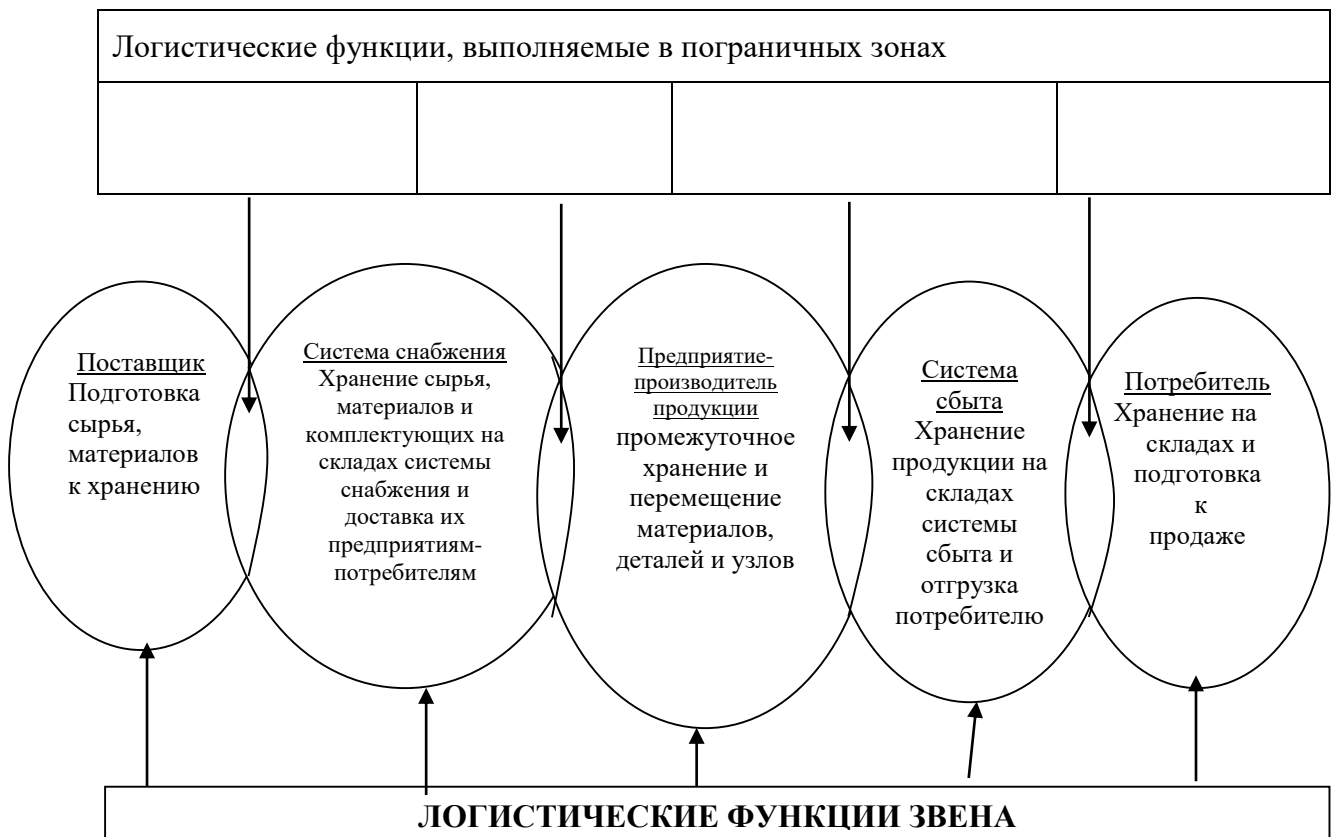 Логистические функции, выполняемые в пограничных зонах
Поставщик
Подготовка
сырья,
материалов
к хранению
Система снабжения
Хранение сырья,
материалов и
комплектующих на
складах системы
снабжения и
доставка их
предприятиям-
потребителям
Предприятие-
производитель
продукции
промежуточное
хранение и
перемещение
материалов,
деталей и узлов
Система
сбыта
Хранение
продукции на
складах
системы
сбыта и
отгрузка
потребителю
Потребитель
Хранение на
складах и
подготовка
к
продаже
ЛОГИСТИЧЕСКИЕ ФУНКЦИИ ЗВЕНА